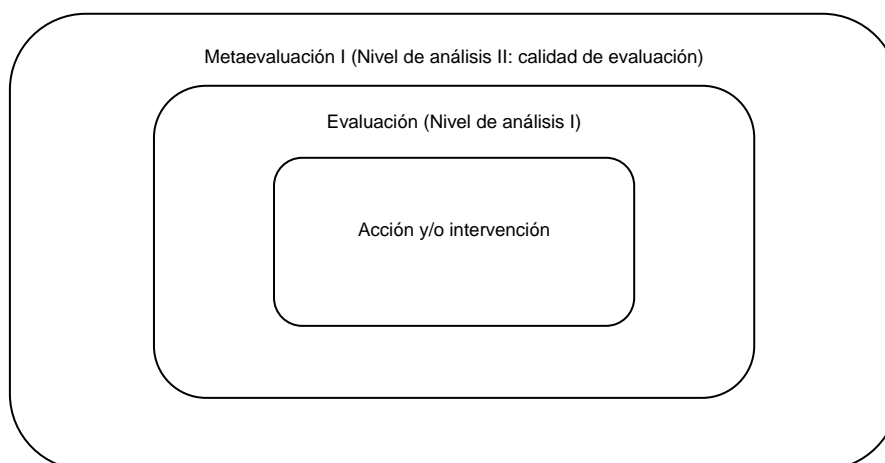 Metaevaluación I (Nivel de análisis II: calidad de evaluación)
Evaluación (Nivel de análisis I)
Acción y/o intervención